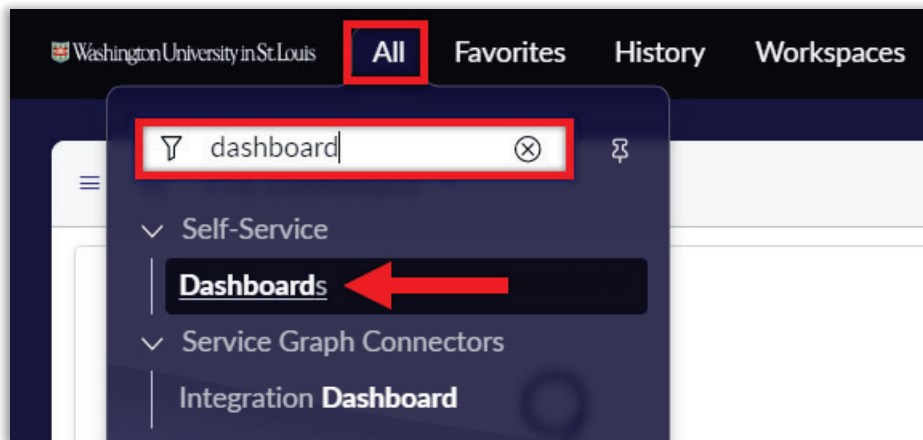 Washington University in St. Louis All Favorites History Workspaces
dashboard
Self-Service
Dashboards
Service Graph Connectors
Integration Dashboard